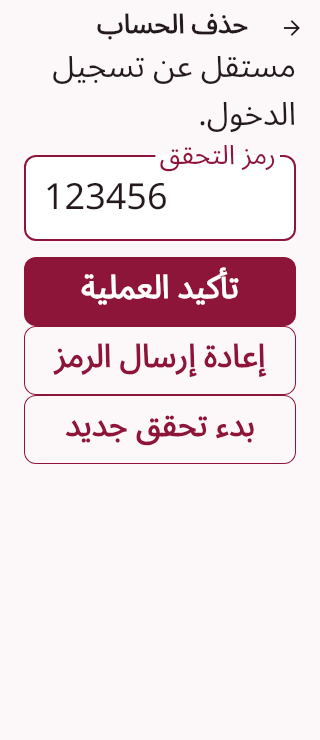 حذف الحساب
مستقل عن تسجيل
الدخول.
رمز التحقق
123456
تأكيد العملية
إعادة إرسال الرمز
بدء تحقق جديد